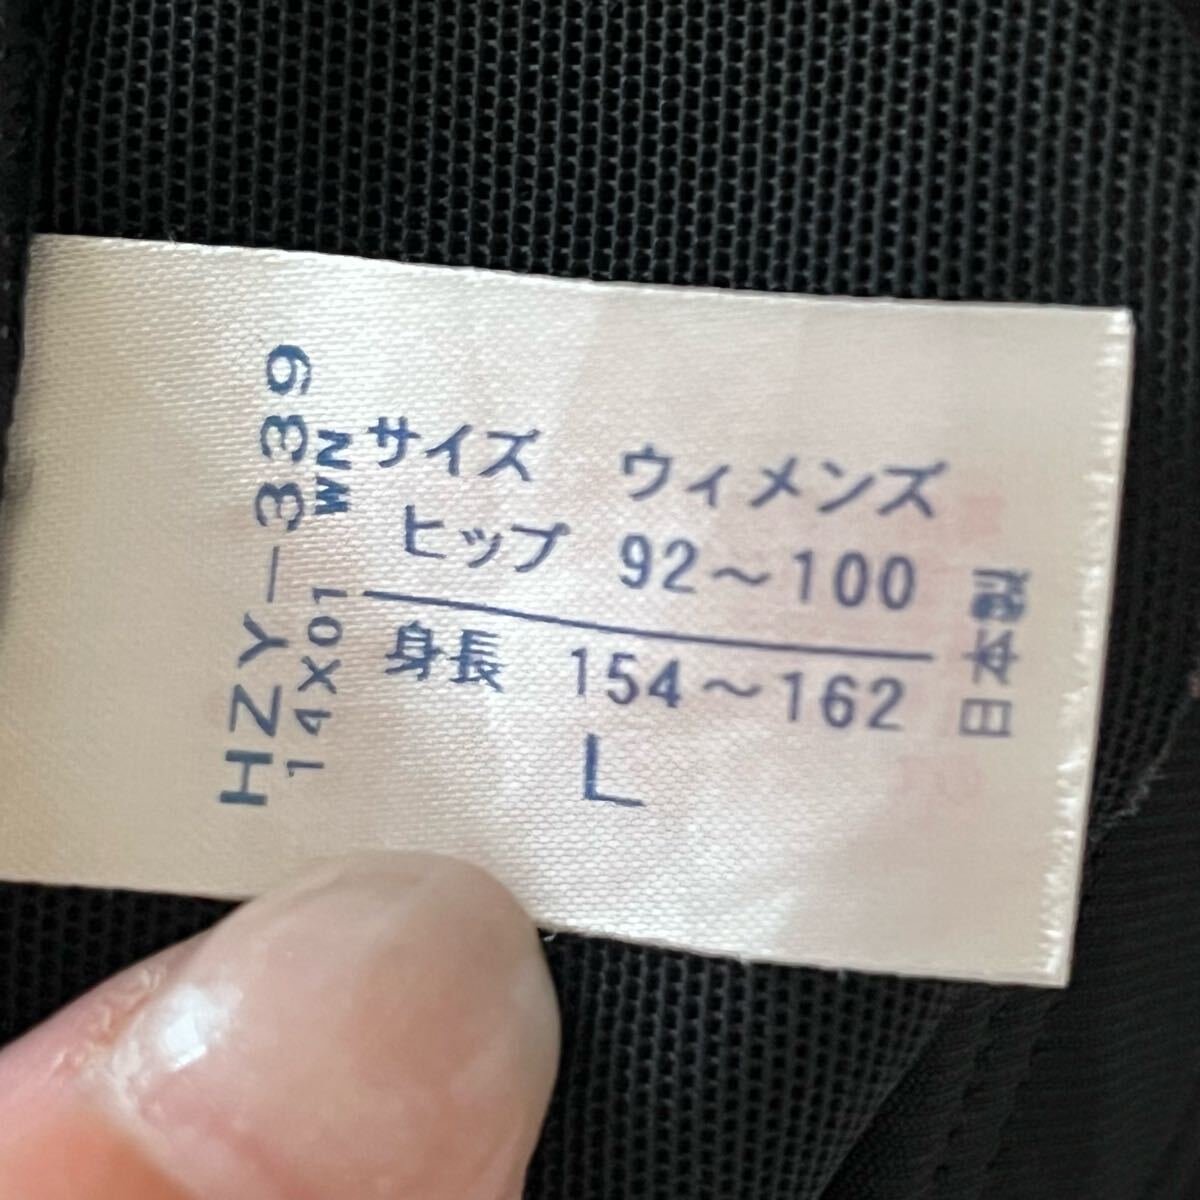 サイズ ウィメンズ
ヒップ 92～100
身長 154～162
L
日本製
HZY-339
14X01 WN